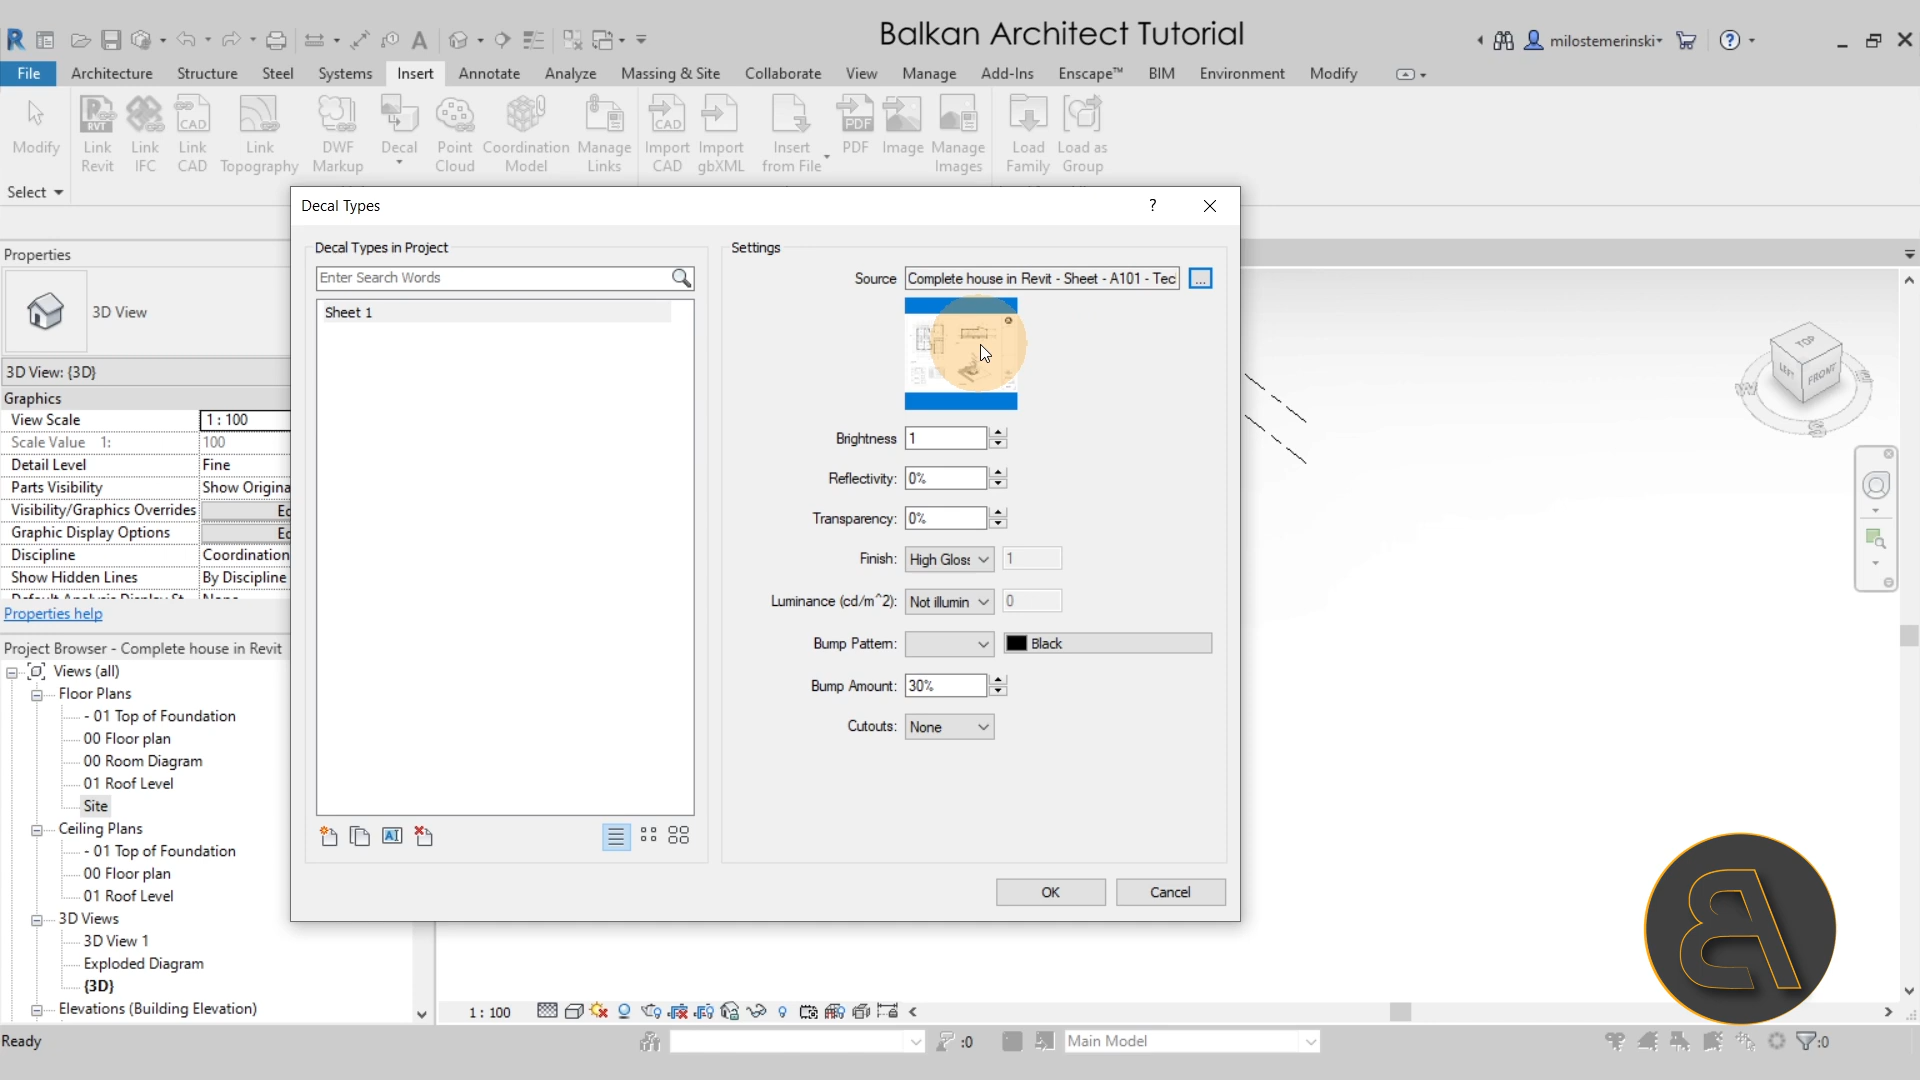 Balkan Architect Tutorial
milostemerinski
File Architecture Structure Steel Systems Insert Annotate Analyze Massing & Site Collaborate View Manage Add-Ins Enscape™ BIM Environment Modify
Modify
Link Revit
Link IFC
Link CAD
Link Topography
DWF Markup
Decal
Point Cloud
Coordination Model
Manage Links
Import CAD
Import gbXML
Insert from File
PDF
Image
Manage Images
Load Family
Load as Group
Select
Properties
3D View
3D View: {3D}
Graphics
View Scale 1 : 100
Scale Value 1: 100
Detail Level Fine
Parts Visibility Show Origina
Visibility/Graphics Overrides
Graphic Display Options
Discipline Coordination
Show Hidden Lines By Discipline
Properties help
Project Browser - Complete house in Revit
Views (all)
Floor Plans
- 01 Top of Foundation
00 Floor plan
00 Room Diagram
01 Roof Level
Site
Ceiling Plans
- 01 Top of Foundation
00 Floor plan
01 Roof Level
3D Views
3D View 1
Exploded Diagram
{3D}
Elevations (Building Elevation)
Decal Types
Decal Types in Project
Enter Search Words
Sheet 1
Settings
Source Complete house in Revit - Sheet - A101 - Tec ...
Brightness 1
Reflectivity: 0%
Transparency: 0%
Finish: High Glos: 1
Luminance (cd/m^2): Not illumin 0
Bump Pattern: Black
Bump Amount: 30%
Cutouts: None
OK Cancel
TOP
LEFT FRONT
W E
S
1 : 100
Ready
:0
Main Model
:0